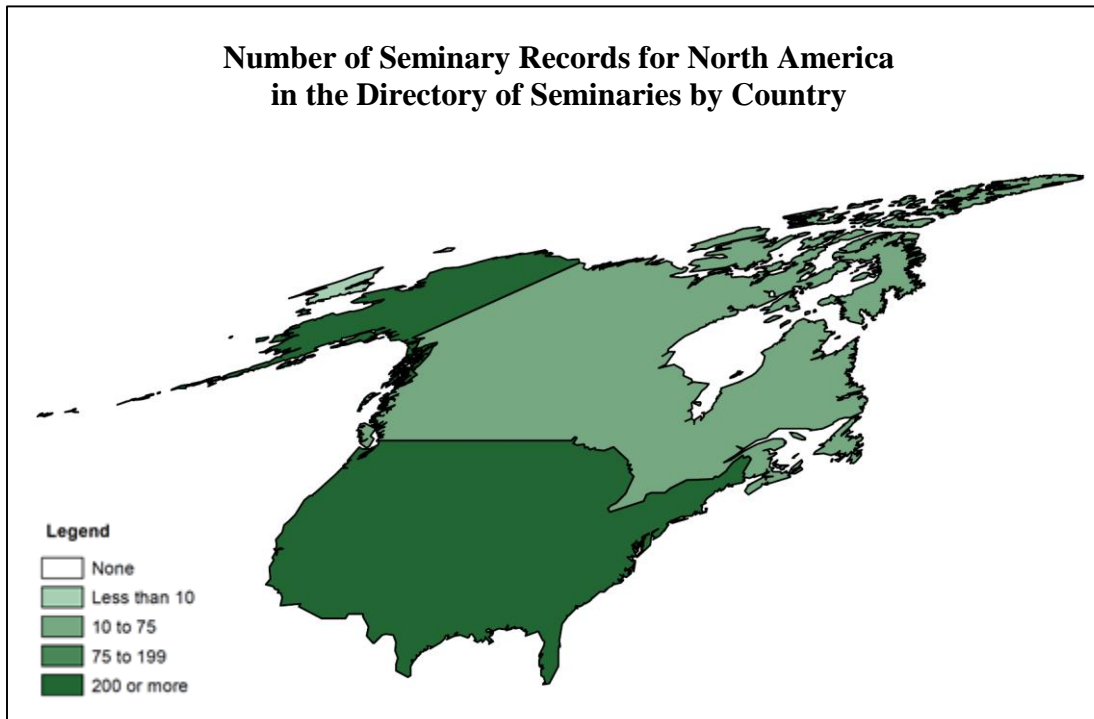 Number of Seminary Records for North America
in the Directory of Seminaries by Country
Legend
None
Less than 10
10 to 75
75 to 199
200 or more